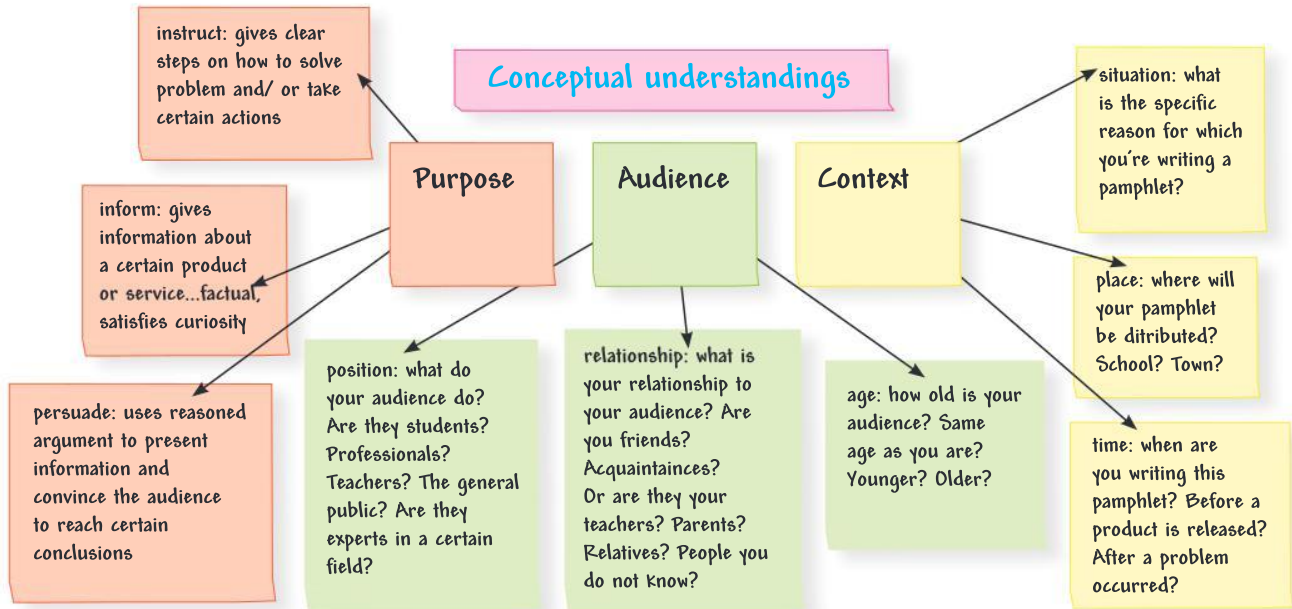 Conceptual understandings
Purpose
instruct: gives clear
steps on how to solve
problem and/ or take
certain actions
inform: gives
information about
a certain product
or service...factual,
satisfies curiosity
persuade: uses reasoned
argument to present
information and
convince the audience
to reach certain
conclusions
Audience
position: what do
your audience do?
Are they students?
Professionals?
Teachers? The general
public? Are they
experts in a certain
field?
relationship: what is
your relationship to
your audience? Are
you friends?
Acquaintainces?
Or are they your
teachers? Parents?
Relatives? People you
do not know?
age: how old is your
audience? Same
age as you are?
Younger? Older?
Context
situation: what
is the specific
reason for which
you're writing a
pamphlet?
place: where will
your pamphlet
be ditributed?
School? Town?
time: when are
you writing this
pamphlet? Before a
product is released?
After a problem
occurred?